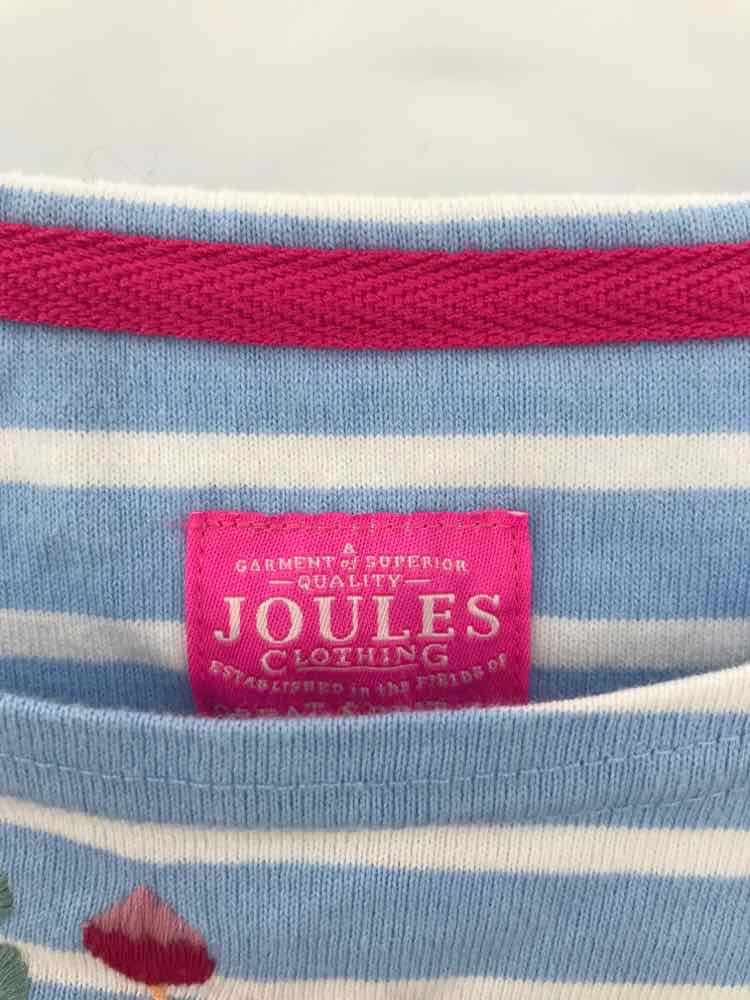 A
GARMENT of SUPERIOR
QUALITY
JOULES
CLOTHING
ESTABLISHED in the FIELDS OF